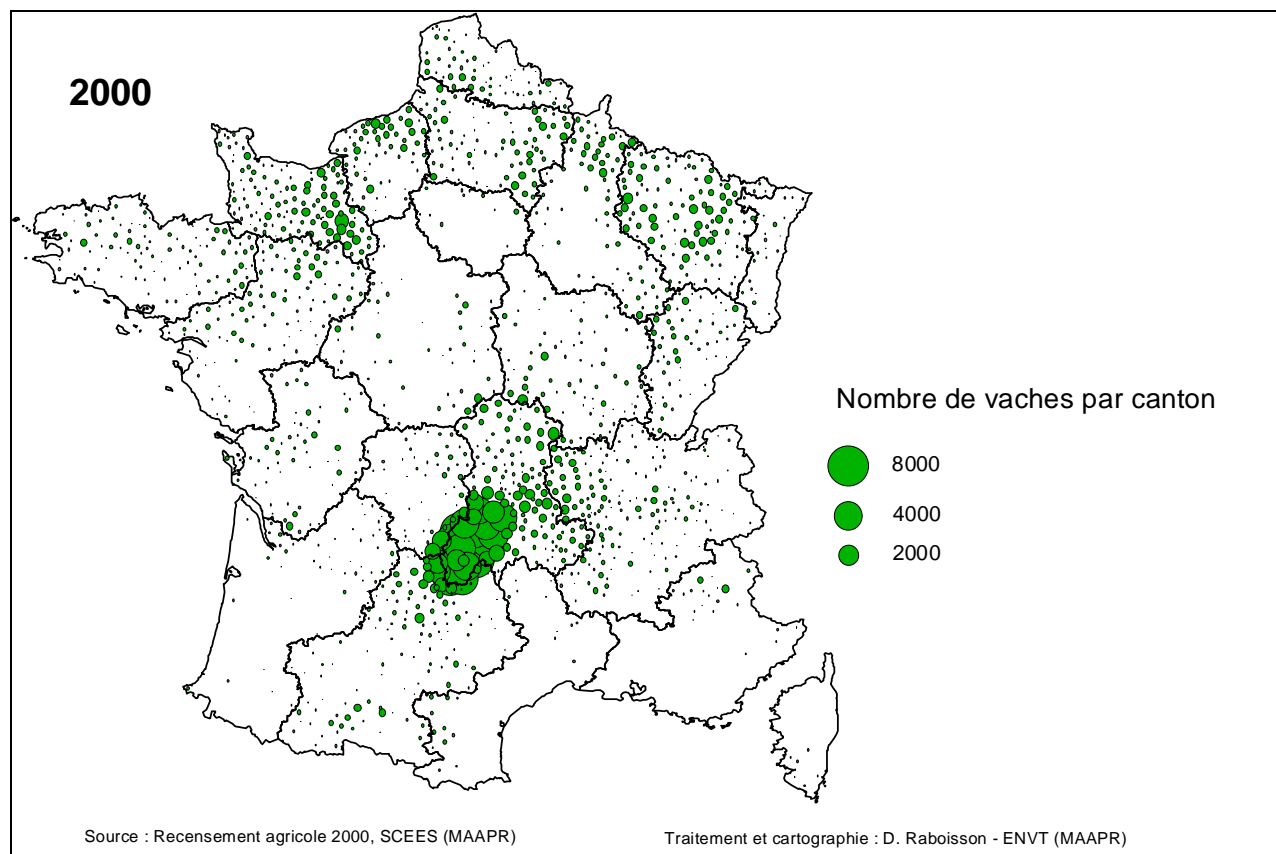 2000
Nombre de vaches par canton
8000
4000
2000
Source : Recensement agricole 2000, SCEES (MAAPR)
Traitement et cartographie : D. Raboisson - ENVT (MAAPR)